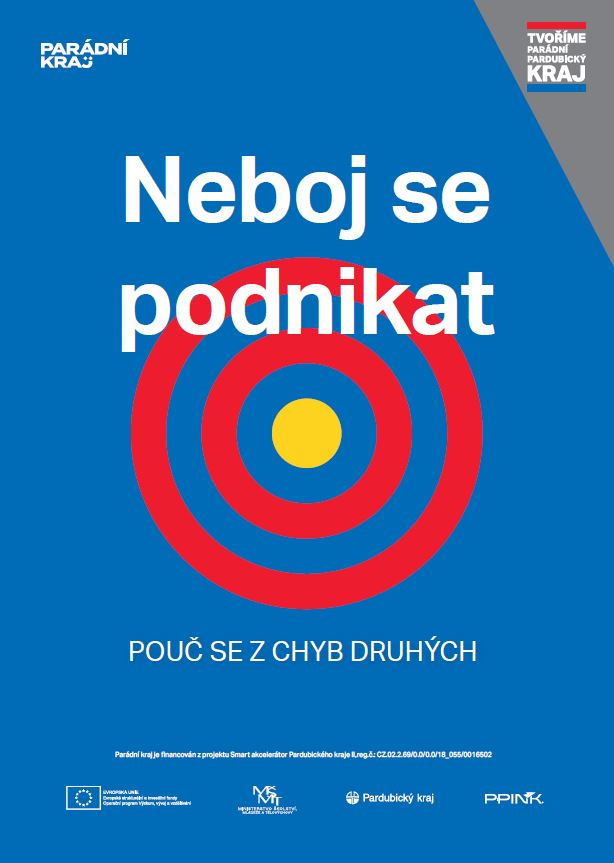 PARÁDNÍ
KRAJ
TVOŘÍME
PARÁDNÍ
PARDUBICKÝ
KRAJ
Neboj se
podnikat
POUČ SE Z CHYB DRUHÝCH
Parádní kraj je financován z projektu Smart akcelerátor Pardubického kraje II,reg.č.: CZ.02.2.69/0.0/0.0/18_055/0016502
EVROPSKÁ UNIE
Evropské strukturální a investiční fondy
Operační program Výzkum, vývoj a vzdělávání
MŠMT
MINISTERSTVO ŠKOLSTVÍ,
MLÁDEŽE A TĚLOVÝCHOVY
Pardubický kraj
PPINK